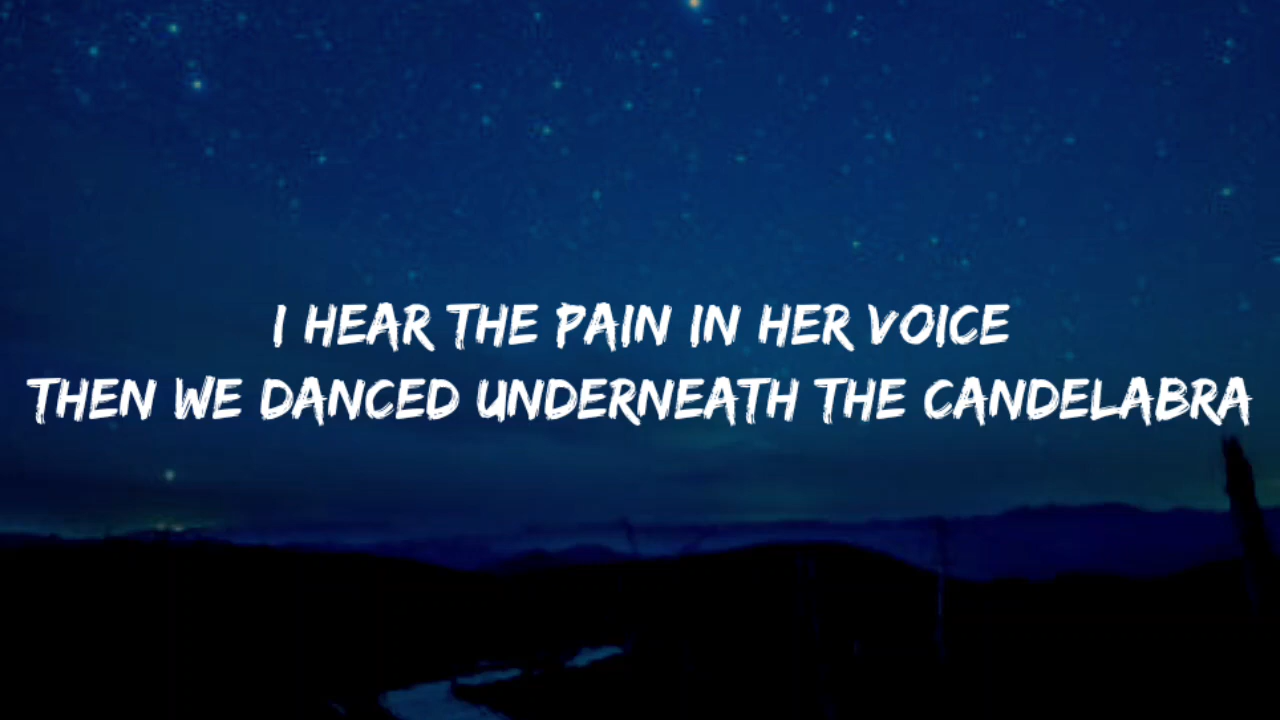 I HEAR THE PAIN IN HER VOICE
THEN WE DANCED UNDERNEATH THE CANDELABRA